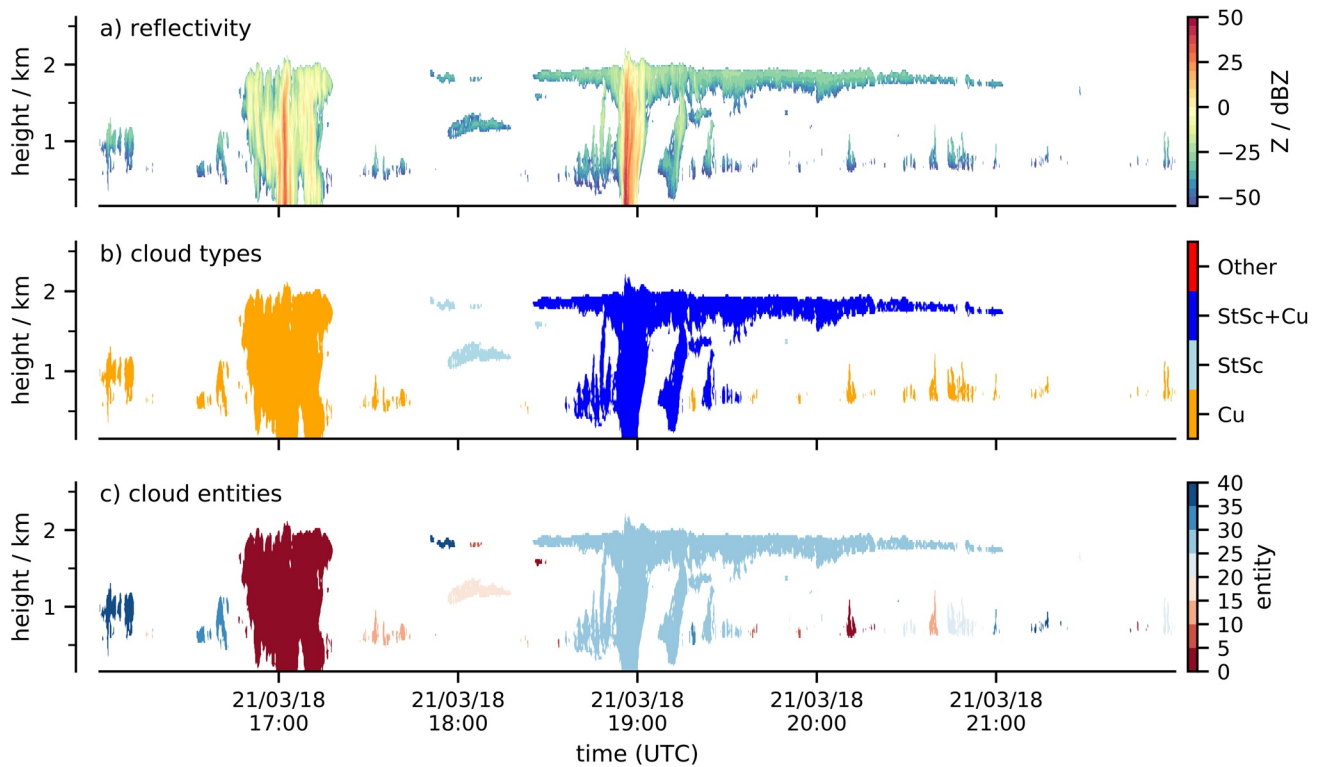 a) reflectivity
height / km
2
1
50
25
0
−25
−50
Z / dBZ
b) cloud types
height / km
2
1
Other
StSc+Cu
StSc
Cu
c) cloud entities
height / km
2
1
40
35
30
25
20
15
10
5
0
entity
21/03/18 21/03/18 21/03/18 21/03/18 21/03/18
17:00 18:00 19:00 20:00 21:00
time (UTC)